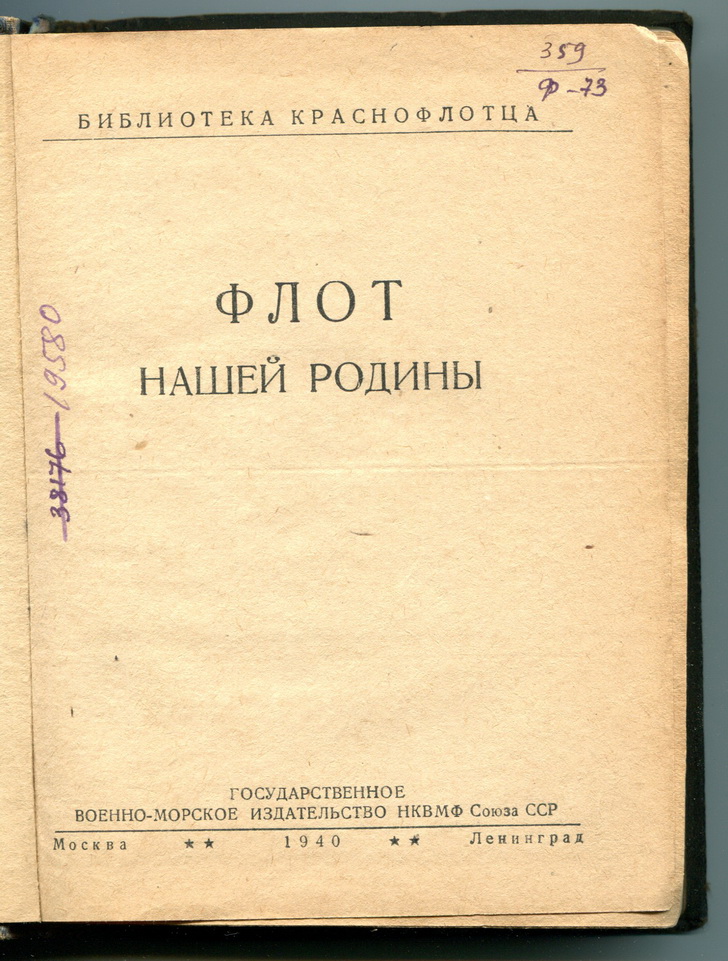 359
Ф-73
БИБЛИОТЕКА КРАСНОФЛОТЦА
ФЛОТ
НАШЕЙ РОДИНЫ
38176 19580
ГОСУДАРСТВЕННОЕ
ВОЕННО-МОРСКОЕ ИЗДАТЕЛЬСТВО НКВМФ Союза ССР
Москва ★★ 1940 ★★ Ленинград